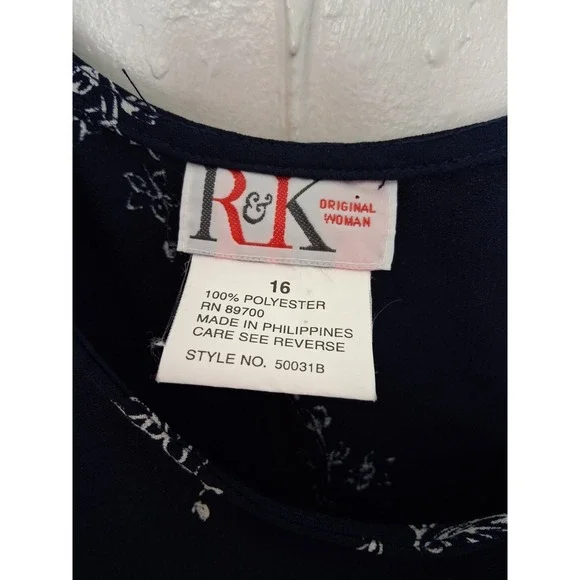 R&K
ORIGINAL
WOMAN
16
100% POLYESTER
RN 89700
MADE IN PHILIPPINES
CARE SEE REVERSE
STYLE NO. 50031B